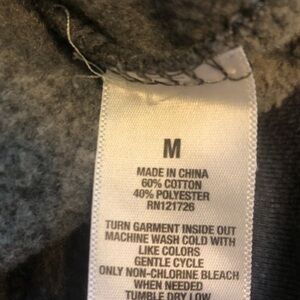 M
MADE IN CHINA
60% COTTON
40% POLYESTER
RN121726
TURN GARMENT INSIDE OUT
MACHINE WASH COLD WITH
LIKE COLORS
GENTLE CYCLE
ONLY NON-CHLORINE BLEACH
WHEN NEEDED
TUMBLE DRY LOW